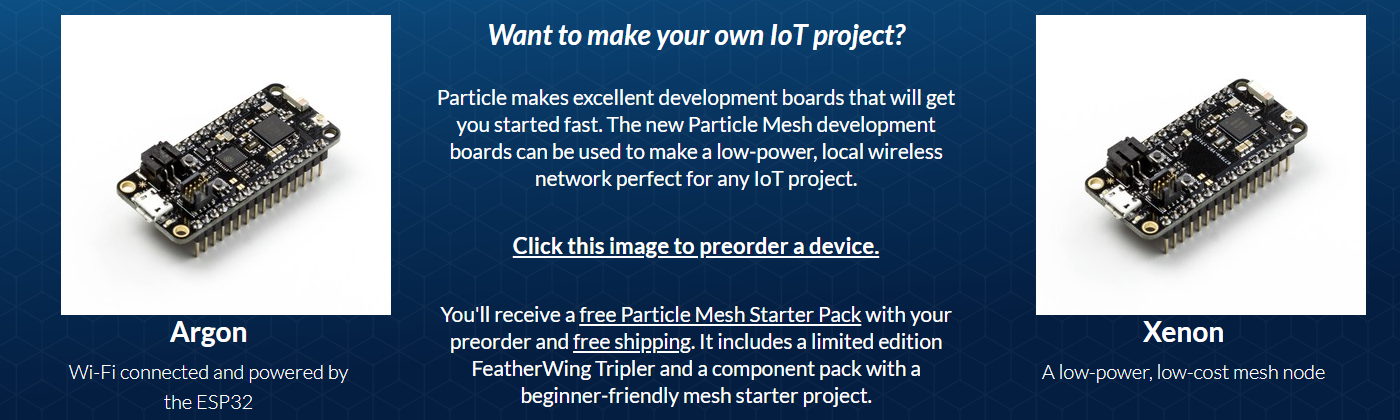 Want to make your own IoT project?
Particle makes excellent development boards that will get
you started fast. The new Particle Mesh development
boards can be used to make a low-power, local wireless
network perfect for any IoT project.
Click this image to preorder a device.
You'll receive a free Particle Mesh Starter Pack with your
preorder and free shipping. It includes a limited edition
FeatherWing Tripler and a component pack with a
beginner-friendly mesh starter project.
Argon
Wi-Fi connected and powered by
the ESP32
Xenon
A low-power, low-cost mesh node